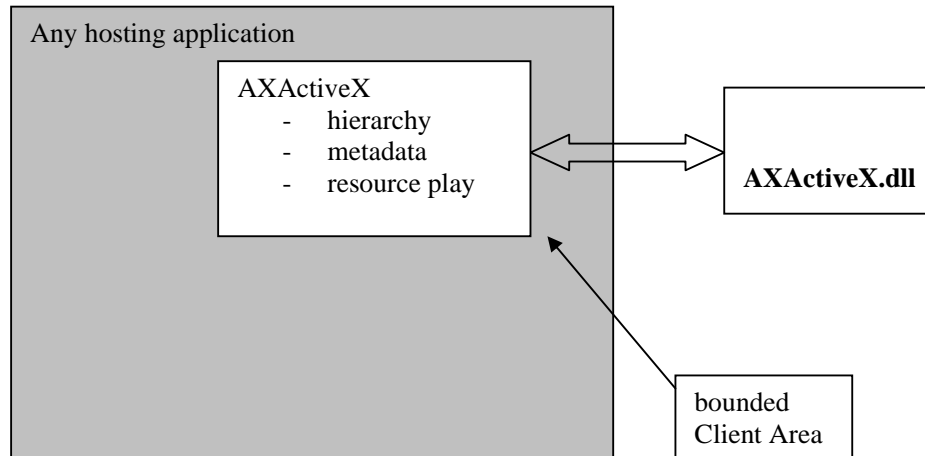 Any hosting application
AXActiveX
- hierarchy
- metadata
- resource play
AXActiveX.dll
bounded
Client Area